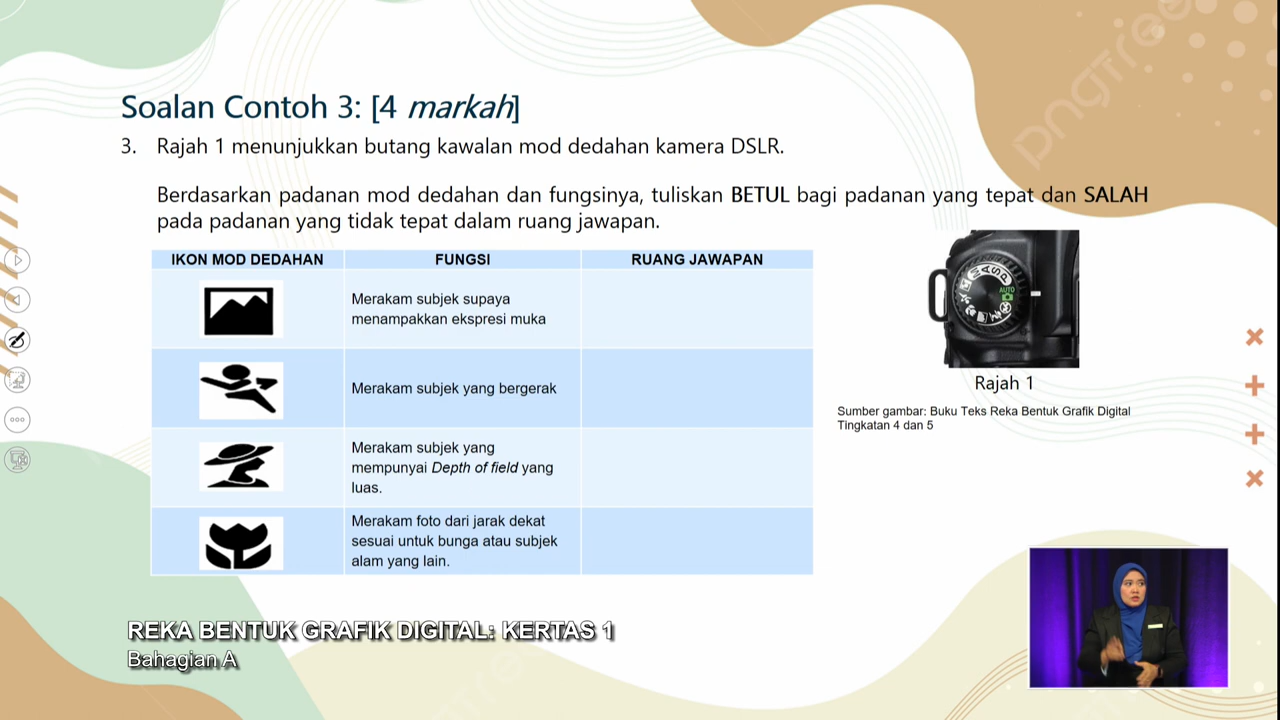 Soalan Contoh 3: [4 markah]
3. Rajah 1 menunjukkan butang kawalan mod dedahan kamera DSLR.
Berdasarkan padanan mod dedahan dan fungsinya, tuliskan BETUL bagi padanan yang tepat dan SALAH
pada padanan yang tidak tepat dalam ruang jawapan.
IKON MOD DEDAHAN FUNGSI RUANG JAWAPAN
Merakam subjek supaya
menampakkan ekspresi muka
Merakam subjek yang bergerak
Merakam subjek yang
mempunyai Depth of field yang
luas.
Merakam foto dari jarak dekat
sesuai untuk bunga atau subjek
alam yang lain.
M A S P
AUTO
Rajah 1
Sumber gambar: Buku Teks Reka Bentuk Grafik Digital
Tingkatan 4 dan 5
REKA BENTUK GRAFIK DIGITAL: KERTAS 1
Bahagian A
pngtree